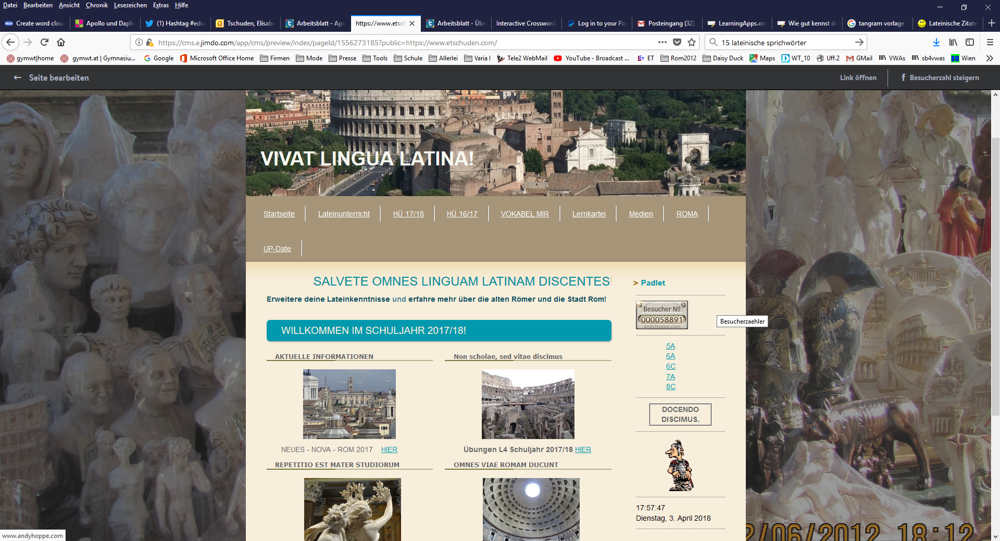 Datei Bearbeiten Ansicht Chronik Lesezeichen Extras Hilfe
Create word clou Apollo und Daph (1) Hashtag #edu Tschuden, Elisabe Arbeitsblatt - Apo https://www.etsch Arbeitsblatt - Übe Interactive Crossword Log in to your Pay Posteingang (32) LearningApps.org Wie gut kennst du tangram vorlage - Lateinische Zitate
https://cms.e.jimdo.com/app/cms/preview/index/pageId/1556273185?public=https://www.etschuden.com/ 15 lateinische sprichwörter
gymwt|home gymwt.at | Gymnasiu... Google Microsoft Office Home Firmen Mode Presse Tools Schule Allerlei Varia I Tele2 WebMail YouTube - Broadcast ... ET Rom2012 Daisy Duck Maps WT_10 Uff.2 GMail VWAs sb4vwas BIB Wien
Seite bearbeiten Link öffnen Besucherzahl steigern
VIVAT LINGUA LATINA!
Startseite Lateinunterricht HÜ 17/18 HÜ 16/17 VOKABEL MIR Lernkartei Medien ROMA
UP-Date
SALVETE OMNES LINGUAM LATINAM DISCENTES!
Erweitere deine Lateinkenntnisse und erfahre mehr über die alten Römer und die Stadt Rom!
WILLKOMMEN IM SCHULJAHR 2017/18!
AKTUELLE INFORMATIONEN
NEUES - NOVA - ROM 2017 HIER
REPETITIO EST MATER STUDIORUM
Non scholae, sed vitae discimus
Übungen L4 Schuljahr 2017/18 HIER
OMNES VIAE ROMAM DUCUNT
> Padlet
Besucher Nº
000058891
andyhoppe.com
Besucherzaehler
5A
6A
6C
7A
8C
DOCENDO
DISCIMUS.
17:57:47
Dienstag, 3. April 2018
2/06/2012 18:12
www.andyhoppe.com